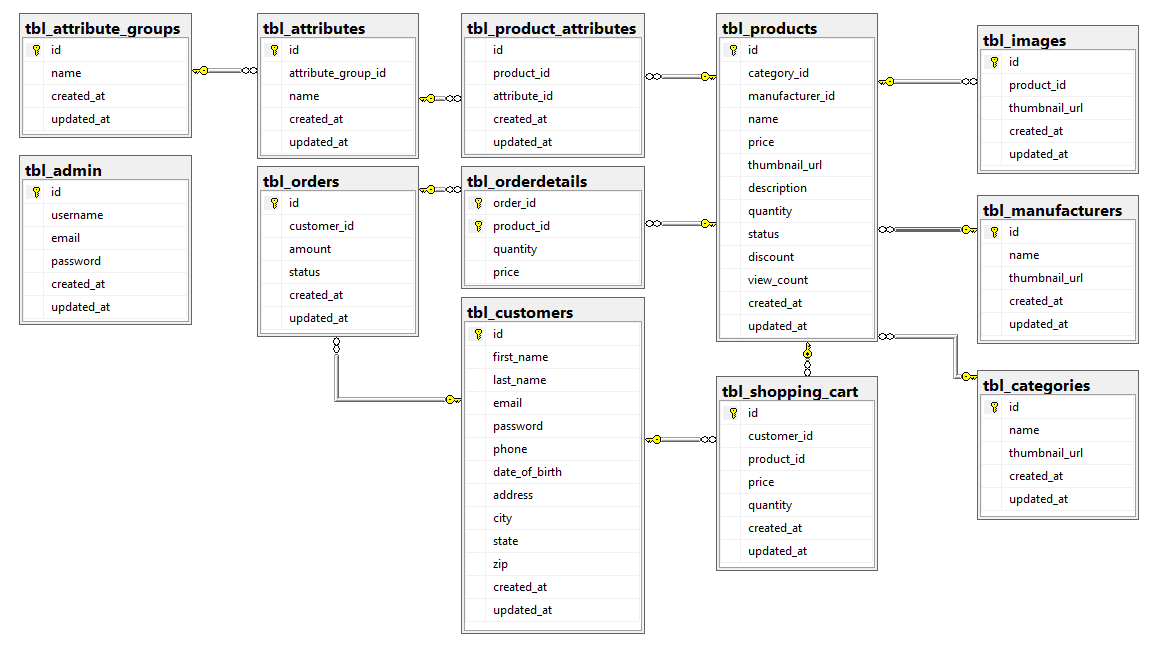 tbl_attribute_groups
id
name
created_at
updated_at
tbl_attributes
id
attribute_group_id
name
created_at
updated_at
tbl_product_attributes
id
product_id
attribute_id
created_at
updated_at
tbl_products
id
category_id
manufacturer_id
name
price
thumbnail_url
description
quantity
status
discount
view_count
created_at
updated_at
tbl_images
id
product_id
thumbnail_url
created_at
updated_at
tbl_admin
id
username
email
password
created_at
updated_at
tbl_orders
id
customer_id
amount
status
created_at
updated_at
tbl_orderdetails
order_id
product_id
quantity
price
tbl_manufacturers
id
name
thumbnail_url
created_at
updated_at
tbl_customers
id
first_name
last_name
email
password
phone
date_of_birth
address
city
state
zip
created_at
updated_at
tbl_shopping_cart
id
customer_id
product_id
price
quantity
created_at
updated_at
tbl_categories
id
name
thumbnail_url
created_at
updated_at